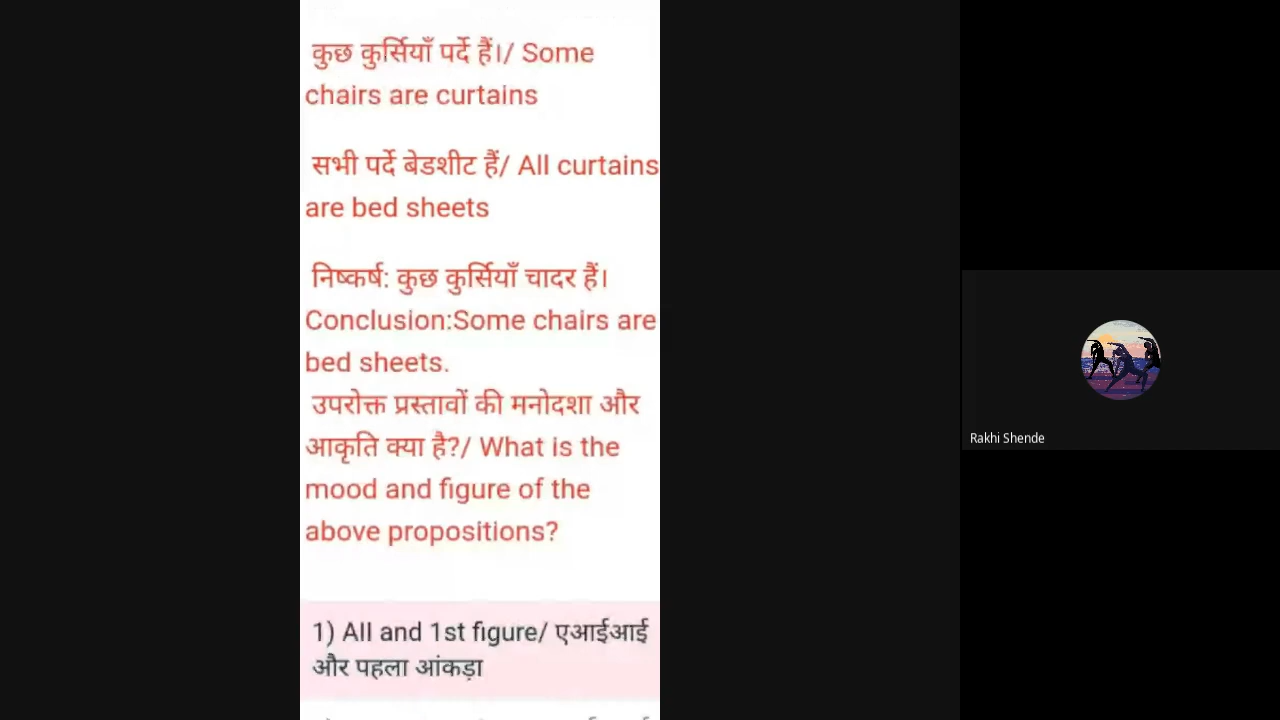 कुछ कुर्सियाँ पर्दे हैं।/ Some
chairs are curtains
सभी पर्दे बेडशीट हैं/ All curtains
are bed sheets
निष्कर्ष: कुछ कुर्सियाँ चादर हैं।
Conclusion:Some chairs are
bed sheets.
उपरोक्त प्रस्तावों की मनोदशा और
आकृति क्या है?/ What is the
mood and figure of the
above propositions?
1) AII and 1st figure/ एआईआई
और पहला आंकड़ा
Rakhi Shende